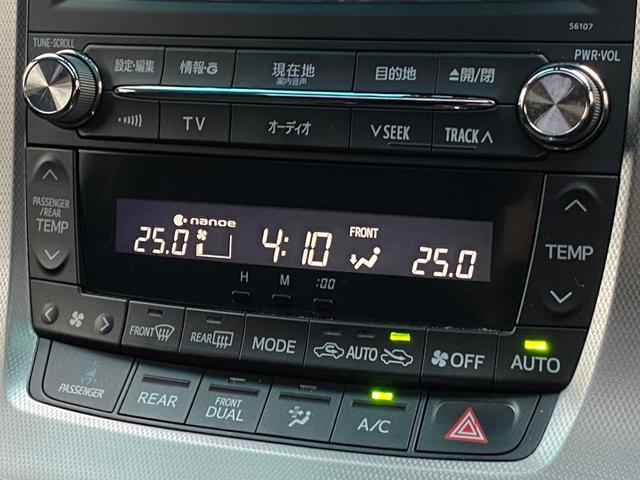 56107
TUNE·SCROLL
PWR·VOL
設定・編集 情報・G 現在地 目的地 ▲開/閉
案内音声
TV オーディオ ∨SEEK TRACK∧
PASSENGER
/REAR
TEMP
nanoe
25.0 4:10 FRONT 25.0
H M :00
TEMP
FRONT REAR MODE AUTO OFF AUTO
PASSENGER REAR FRONT
DUAL A/C